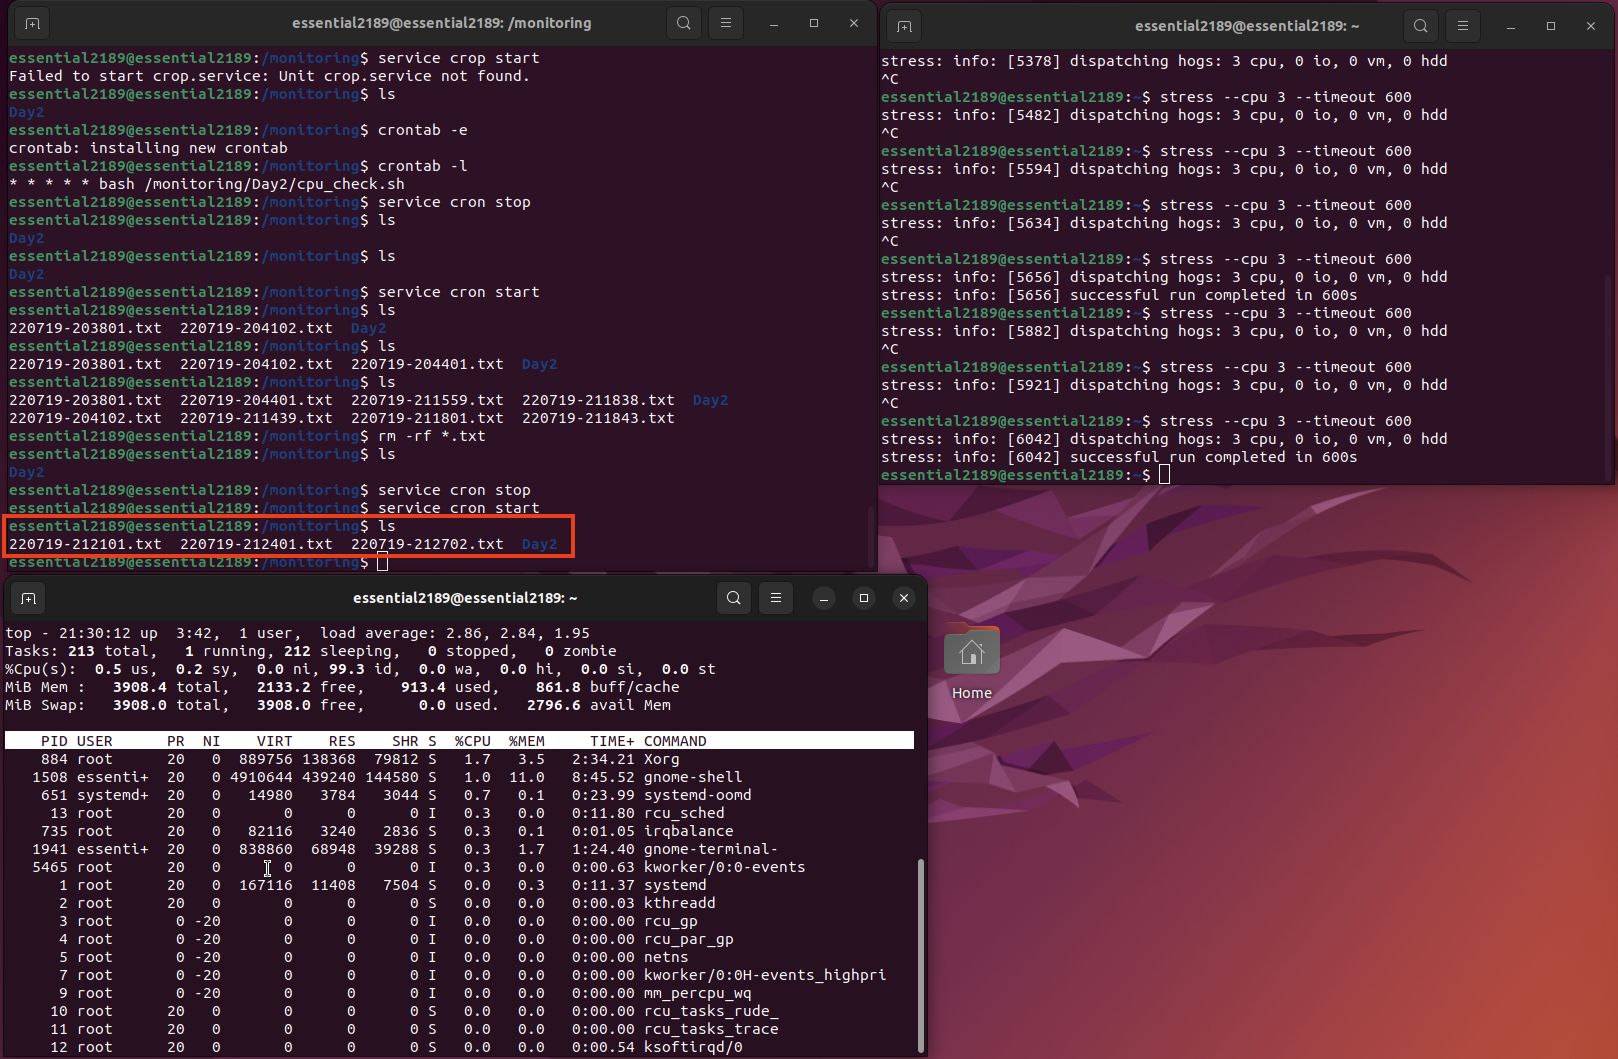 essential2189@essential2189: /monitoring
essential2189@essential2189:/monitoring$ service crop start
Failed to start crop.service: Unit crop.service not found.
essential2189@essential2189:/monitoring$ ls
Day2
essential2189@essential2189:/monitoring$ crontab -e
crontab: installing new crontab
essential2189@essential2189:/monitoring$ crontab -l
* * * * * bash /monitoring/Day2/cpu_check.sh
essential2189@essential2189:/monitoring$ service cron stop
essential2189@essential2189:/monitoring$ ls
Day2
essential2189@essential2189:/monitoring$ ls
Day2
essential2189@essential2189:/monitoring$ service cron start
essential2189@essential2189:/monitoring$ ls
220719-203801.txt  220719-204102.txt  Day2
essential2189@essential2189:/monitoring$ ls
220719-203801.txt  220719-204102.txt  220719-204401.txt  Day2
essential2189@essential2189:/monitoring$ ls
220719-203801.txt  220719-204401.txt  220719-211559.txt  220719-211838.txt  Day2
220719-204102.txt  220719-211439.txt  220719-211801.txt  220719-211843.txt
essential2189@essential2189:/monitoring$ rm -rf *.txt
essential2189@essential2189:/monitoring$ ls
Day2
essential2189@essential2189:/monitoring$ service cron stop
essential2189@essential2189:/monitoring$ service cron start
essential2189@essential2189:/monitoring$ ls
220719-212101.txt  220719-212401.txt  220719-212702.txt  Day2
essential2189@essential2189:/monitoring$
essential2189@essential2189: ~
stress: info: [5378] dispatching hogs: 3 cpu, 0 io, 0 vm, 0 hdd
^C
essential2189@essential2189:~$ stress --cpu 3 --timeout 600
stress: info: [5482] dispatching hogs: 3 cpu, 0 io, 0 vm, 0 hdd
^C
essential2189@essential2189:~$ stress --cpu 3 --timeout 600
stress: info: [5594] dispatching hogs: 3 cpu, 0 io, 0 vm, 0 hdd
^C
essential2189@essential2189:~$ stress --cpu 3 --timeout 600
stress: info: [5634] dispatching hogs: 3 cpu, 0 io, 0 vm, 0 hdd
^C
essential2189@essential2189:~$ stress --cpu 3 --timeout 600
stress: info: [5656] dispatching hogs: 3 cpu, 0 io, 0 vm, 0 hdd
stress: info: [5656] successful run completed in 600s
essential2189@essential2189:~$ stress --cpu 3 --timeout 600
stress: info: [5882] dispatching hogs: 3 cpu, 0 io, 0 vm, 0 hdd
^C
essential2189@essential2189:~$ stress --cpu 3 --timeout 600
stress: info: [5921] dispatching hogs: 3 cpu, 0 io, 0 vm, 0 hdd
^C
essential2189@essential2189:~$ stress --cpu 3 --timeout 600
stress: info: [6042] dispatching hogs: 3 cpu, 0 io, 0 vm, 0 hdd
stress: info: [6042] successful run completed in 600s
essential2189@essential2189:~$
essential2189@essential2189: ~
top - 21:30:12 up  3:42,  1 user,  load average: 2.86, 2.84, 1.95
Tasks: 213 total,   1 running, 212 sleeping,   0 stopped,   0 zombie
%Cpu(s):  0.5 us,  0.2 sy,  0.0 ni, 99.3 id,  0.0 wa,  0.0 hi,  0.0 si,  0.0 st
MiB Mem :   3908.4 total,   2133.2 free,    913.4 used,    861.8 buff/cache
MiB Swap:   3908.0 total,   3908.0 free,      0.0 used.   2796.6 avail Mem
PID USER      PR  NI    VIRT    RES    SHR S  %CPU  %MEM     TIME+ COMMAND
884 root      20   0  889756 138368  79812 S   1.7   3.5   2:34.21 Xorg
1508 essenti+  20   0 4910644 439240 144580 S   1.0  11.0   8:45.52 gnome-shell
651 systemd+  20   0   14980   3784   3044 S   0.7   0.1   0:23.99 systemd-oomd
13 root      20   0       0      0      0 I   0.3   0.0   0:11.80 rcu_sched
735 root      20   0   82116   3240   2836 S   0.3   0.1   0:01.05 irqbalance
1941 essenti+  20   0  838860  68948  39288 S   0.3   1.7   1:24.40 gnome-terminal-
5465 root      20   0       0      0      0 I   0.3   0.0   0:00.63 kworker/0:0-events
1 root      20   0  167116  11408   7504 S   0.0   0.3   0:11.37 systemd
2 root      20   0       0      0      0 S   0.0   0.0   0:00.03 kthreadd
3 root       0 -20       0      0      0 I   0.0   0.0   0:00.00 rcu_gp
4 root       0 -20       0      0      0 I   0.0   0.0   0:00.00 rcu_par_gp
5 root       0 -20       0      0      0 I   0.0   0.0   0:00.00 netns
7 root       0 -20       0      0      0 I   0.0   0.0   0:00.00 kworker/0:0H-events_highpri
9 root       0 -20       0      0      0 I   0.0   0.0   0:00.00 mm_percpu_wq
10 root      20   0       0      0      0 S   0.0   0.0   0:00.00 rcu_tasks_rude_
11 root      20   0       0      0      0 S   0.0   0.0   0:00.00 rcu_tasks_trace
12 root      20   0       0      0      0 S   0.0   0.0   0:00.54 ksoftirqd/0
Home